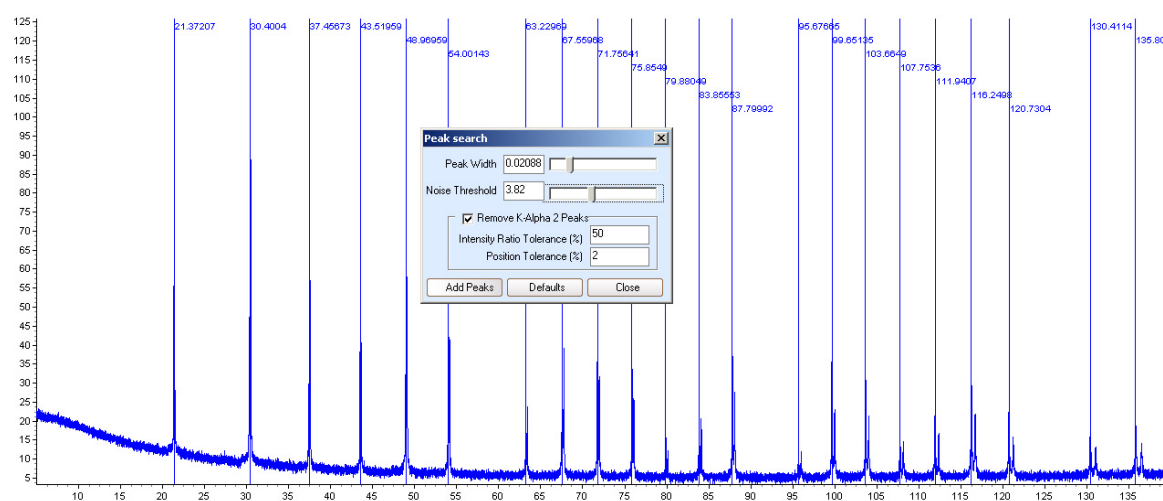 125
120
115
110
105
100
95
90
85
80
75
70
65
60
55
50
45
40
35
30
25
20
15
10
5
21.37207 30.4004 37.45673 43.51959 63.22969 95.67665 130.4114 135.80
48.96959 67.55968 99.65135
54.00143 71.75641 103.6649
75.8549 107.7536
79.88049 111.9407
83.85553 116.2498
87.79992 120.7304
Peak search
Peak Width 0.02088
Noise Threshold 3.82
Remove K-Alpha 2 Peaks
Intensity Ratio Tolerance (%) 50
Position Tolerance (%) 2
Add Peaks Defaults Close
10 15 20 25 30 35 40 45 50 55 60 65 70 75 80 85 90 95 100 105 110 115 120 125 130 135